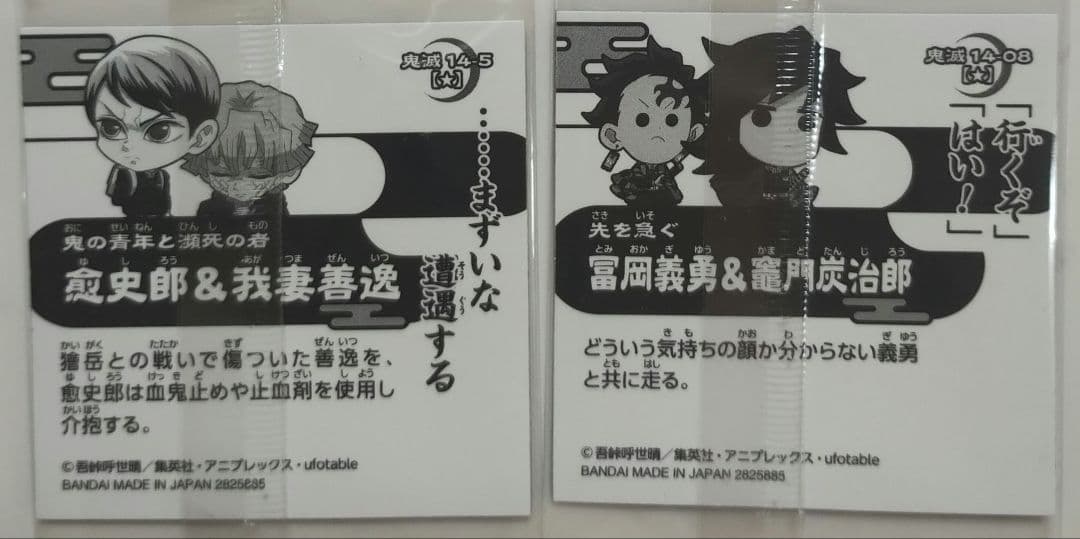 鬼滅 14-5
[★]
……まずいな
遭遇する
鬼の青年と瀕死の者
愈史郎&我妻善逸
獪岳との戦いで傷ついた善逸を、
愈史郎は血鬼止めや止血剤を使用し
介抱する。
©吾峠呼世晴／集英社・アニプレックス・ufotable
BANDAI MADE IN JAPAN 2825885
鬼滅 14-08
[★]
「行くぞ」
「はい！」
先を急ぐ
冨岡義勇&竈門炭治郎
どういう気持ちの顔か分からない義勇
と共に走る。
©吾峠呼世晴／集英社・アニプレックス・ufotable
BANDAI MADE IN JAPAN 2825885